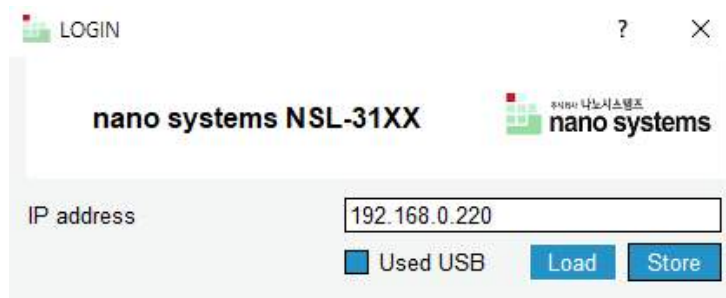 LOGIN
?
nano systems NSL-31XX
주식회사 나노시스템즈
nano systems
IP address
192.168.0.220
Used USB
Load
Store